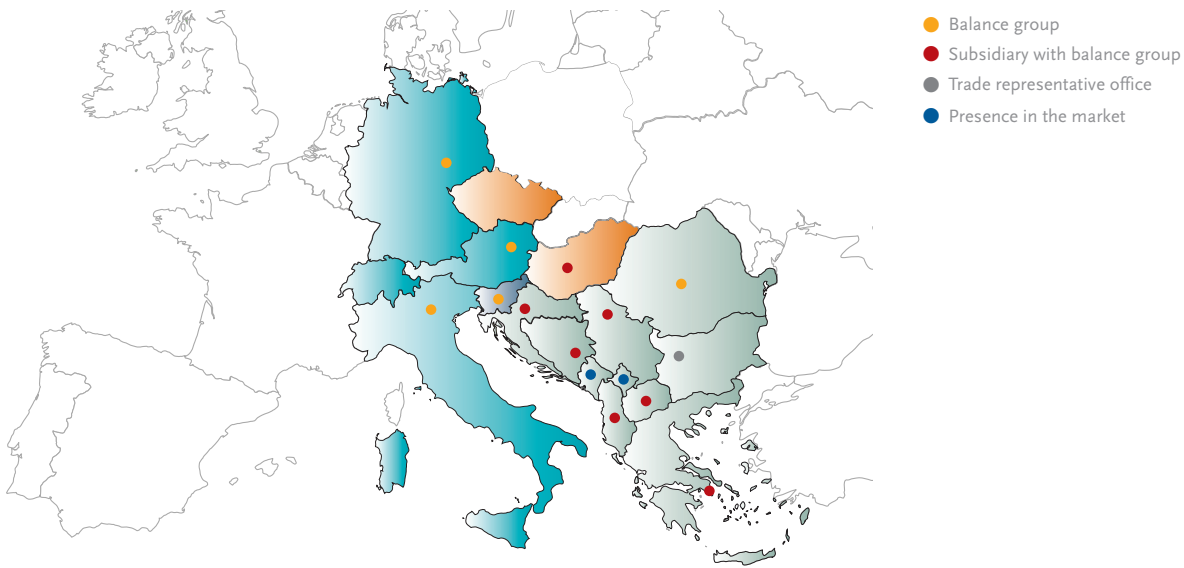 Balance group
Subsidiary with balance group
Trade representative office
Presence in the market